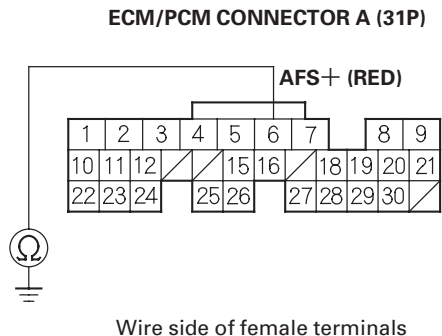 ECM/PCM CONNECTOR A (31P)
AFS+ (RED)
1 2 3 4 5 6 7 8 9
10 11 12 15 16 18 19 20 21
22 23 24 25 26 27 28 29 30
Ω
Wire side of female terminals